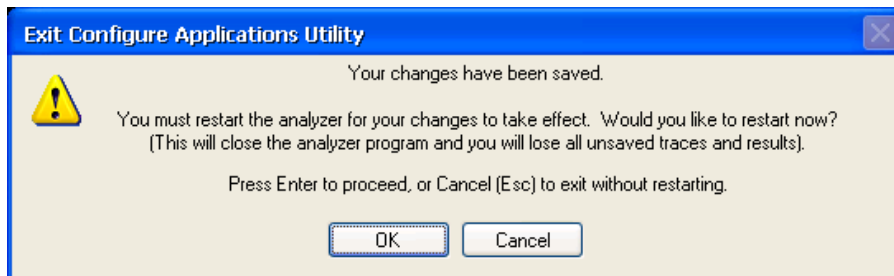 Exit Configure Applications Utility
Your changes have been saved.
You must restart the analyzer for your changes to take effect.  Would you like to restart now?
(This will close the analyzer program and you will lose all unsaved traces and results).
Press Enter to proceed, or Cancel (Esc) to exit without restarting.
OK
Cancel